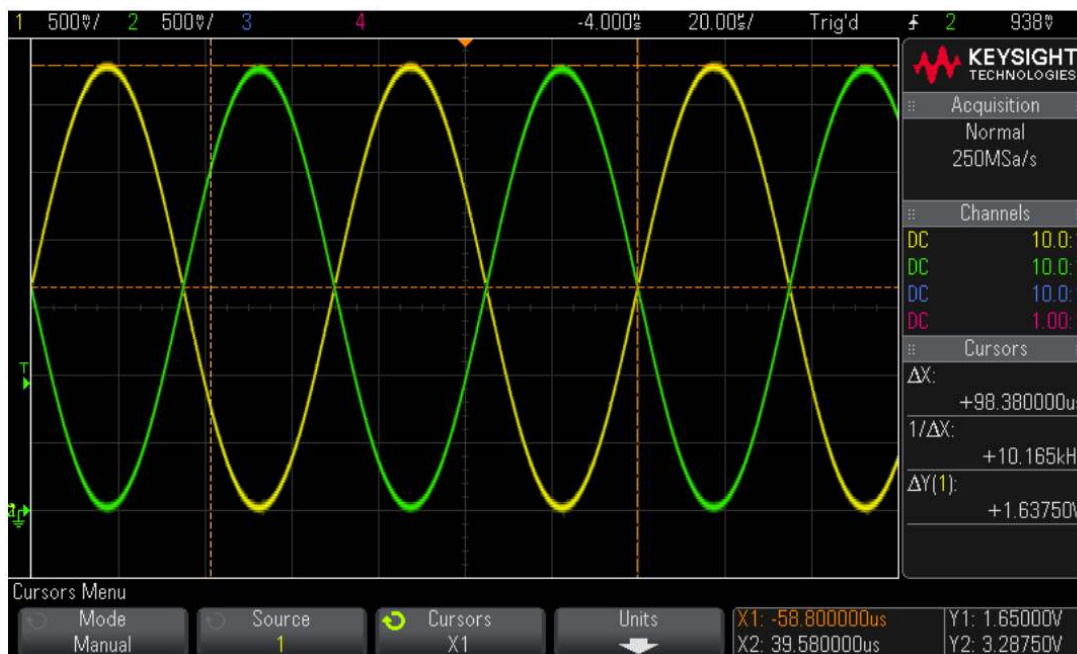 1 500mV/ 2 500mV/ 3 4 -4.000ns 20.00us/ Trig'd 2 938mV
KEYSIGHT
TECHNOLOGIES
Acquisition
Normal
250MSa/s
Channels
DC 10.0:
DC 10.0:
DC 10.0:
DC 1.00:
Cursors
ΔX:
+98.380000us
1/ΔX:
+10.165kH
ΔY(1):
+1.63750V
T
Cursors Menu
Mode
Manual
Source
1
Cursors
X1
Units
X1: -58.800000us
X2: 39.580000us
Y1: 1.65000V
Y2: 3.28750V